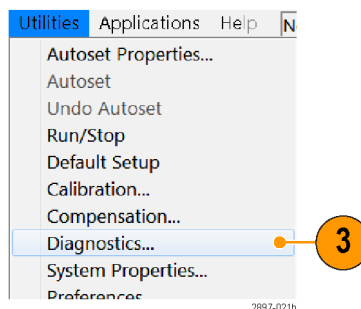 Utilities Applications Help
Autoset Properties...
Autoset
Undo Autoset
Run/Stop
Default Setup
Calibration...
Compensation...
Diagnostics...
3
System Properties...
Preferences
2897-021b